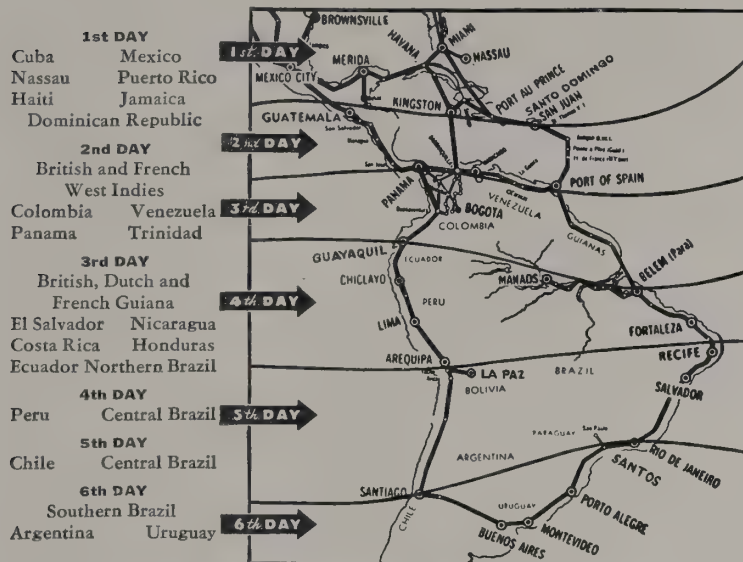 1st DAY
Cuba Mexico
Nassau Puerto Rico
Haiti Jamaica
Dominican Republic
2nd DAY
British and French
West Indies
Colombia Venezuela
Panama Trinidad
3rd DAY
British, Dutch and
French Guiana
El Salvador Nicaragua
Costa Rica Honduras
Ecuador Northern Brazil
4th DAY
Peru Central Brazil
5th DAY
Chile Central Brazil
6th DAY
Southern Brazil
Argentina Uruguay
1st. DAY
2nd. DAY
3rd. DAY
4th. DAY
5th DAY
6th. DAY
BROWNSVILLE
MIAMI
HAVANA
NASSAU
MERIDA
MEXICO CITY
PORT AU PRINCE
SANTO DOMINGO
SAN JUAN
KINGSTON
GUATEMALA
San Salvador
San Jose
PANAMA
PORT OF SPAIN
VENEZUELA
BOGOTA
COLOMBIA
GUIANAS
GUAYAQUIL
ECUADOR
MANAOS
BELEM (Para)
CHICLAYO
PERU
LIMA
FORTALEZA
RECIFE
AREQUIPA
BRAZIL
LA PAZ
BOLIVIA
SALVADOR
PARAGUAY
Sao Paulo
ARGENTINA
RIO DE JANEIRO
SANTOS
SANTIAGO
CHILE
URUGUAY
PORTO ALEGRE
MONTEVIDEO
BUENOS AIRES